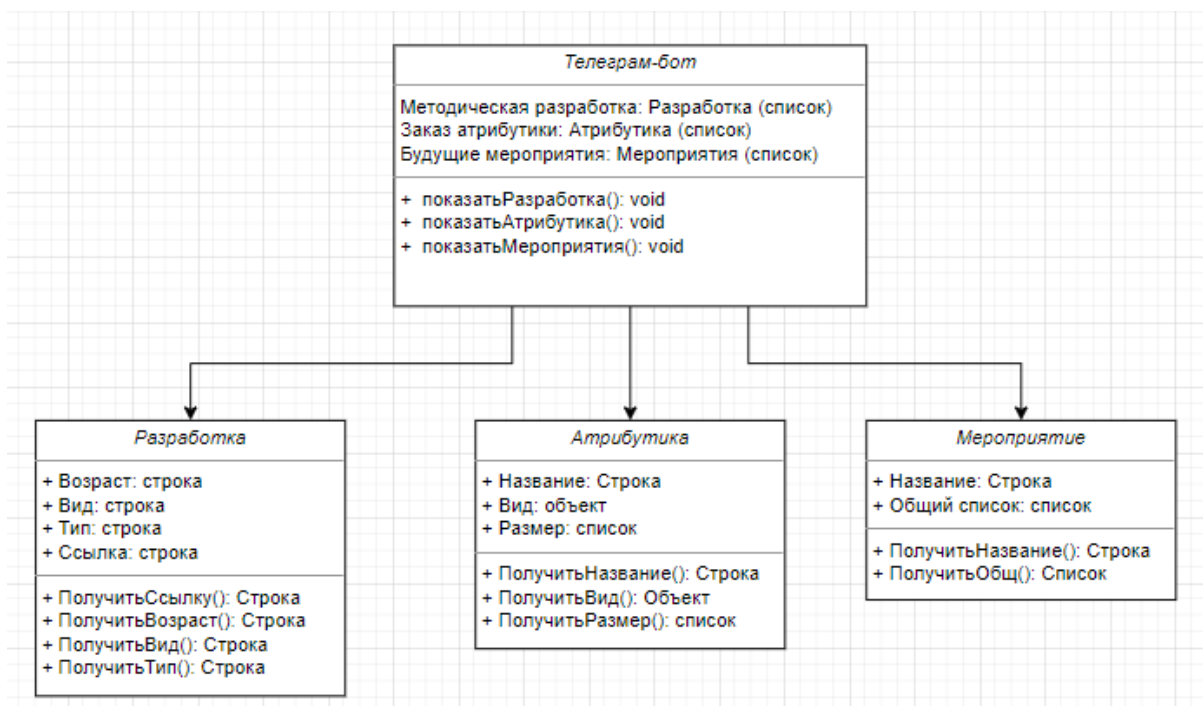 Телеграм-бот
Методическая разработка: Разработка (список)
Заказ атрибутики: Атрибутика (список)
Будущие мероприятия: Мероприятия (список)
+ показатьРазработка(): void
+ показатьАтрибутика(): void
+ показатьМероприятия(): void
Разработка
+ Возраст: строка
+ Вид: строка
+ Тип: строка
+ Ссылка: строка
+ ПолучитьСсылку(): Строка
+ ПолучитьВозраст(): Строка
+ ПолучитьВид(): Строка
+ ПолучитьТип(): Строка
Атрибутика
+ Название: Строка
+ Вид: объект
+ Размер: список
+ ПолучитьНазвание(): Строка
+ ПолучитьВид(): Объект
+ ПолучитьРазмер(): список
Мероприятие
+ Название: Строка
+ Общий список: список
+ ПолучитьНазвание(): Строка
+ ПолучитьОбщ(): Список